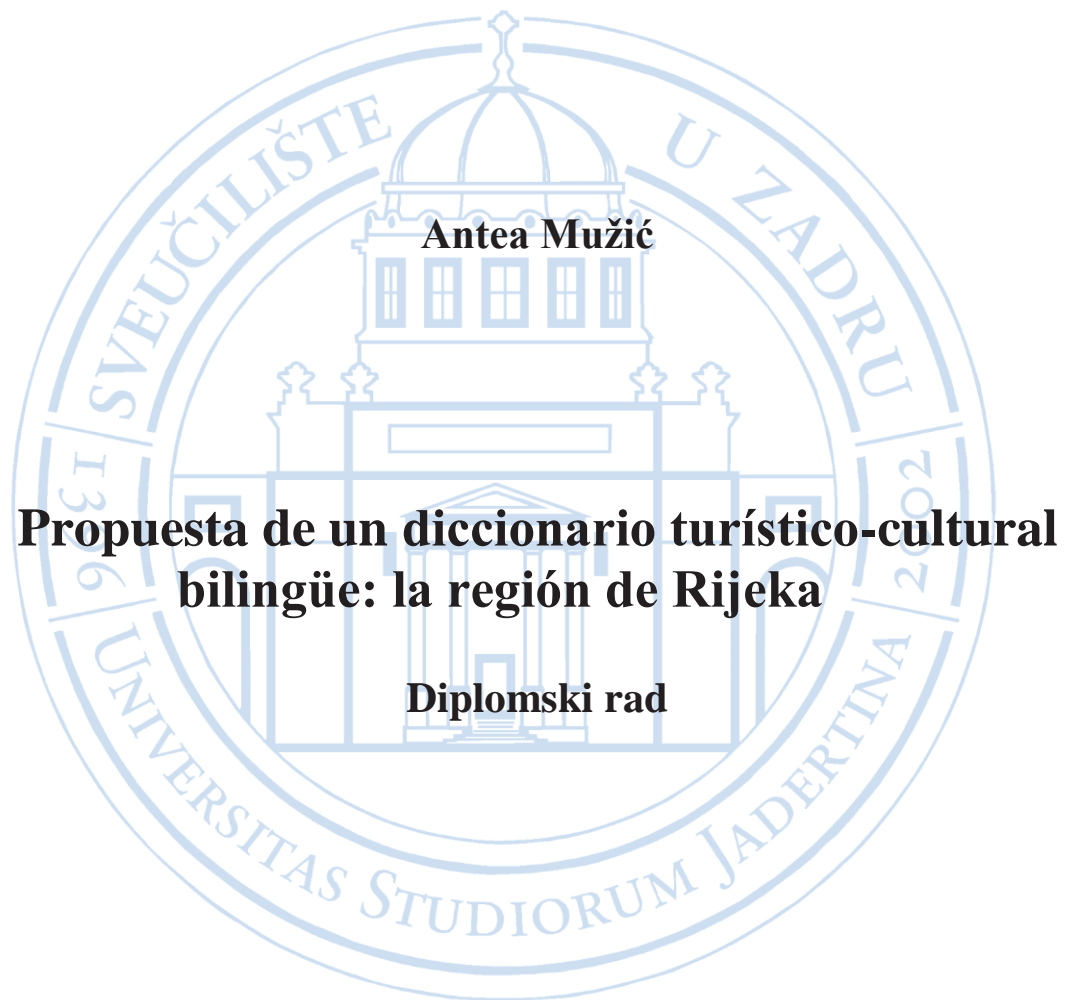 Antea Mužić
Propuesta de un diccionario turístico-cultural
bilingüe: la región de Rijeka
Diplomski rad
SVEUČILIŠTE U ZADRU
1396
2002
UNIVERSITAS STUDIORUM JADERTINA